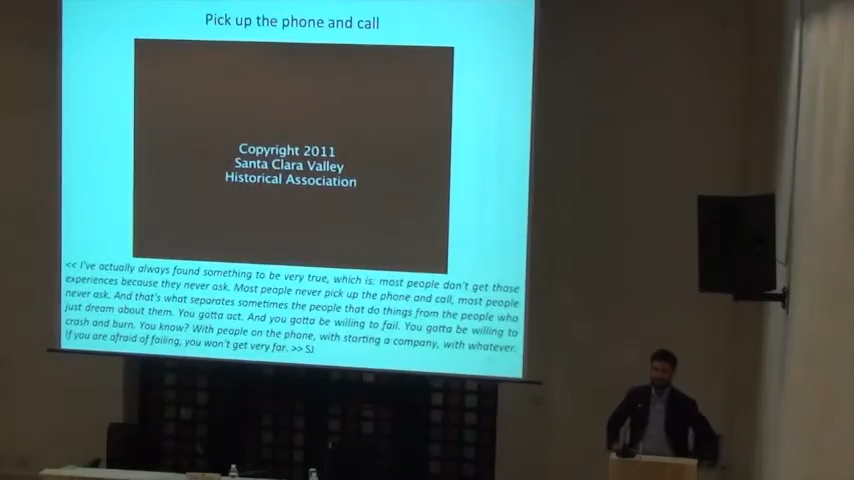 Pick up the phone and call
Copyright 2011
Santa Clara Valley
Historical Association
<< I've actually always found something to be very true, which is: most people don't get those
experiences because they never ask. Most people never pick up the phone and call, most people
never ask. And that's what separates sometimes the people that do things from the people who
just dream about them. You gotta act. And you gotta be willing to fail. You gotta be willing to
crash and burn. You know? With people on the phone, with starting a company, with whatever.
If you are afraid of failing, you won't get very far. >> SJ